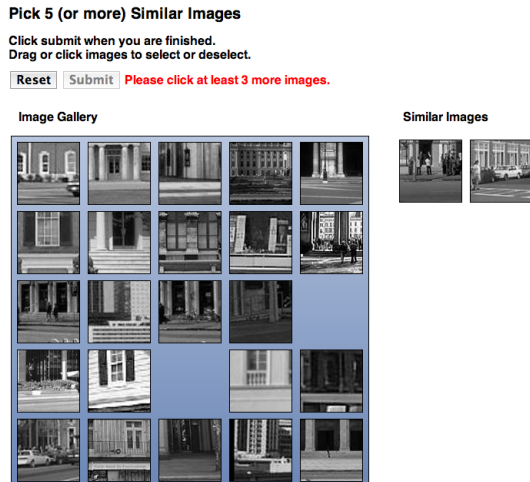 Pick 5 (or more) Similar Images
Click submit when you are finished.
Drag or click images to select or deselect.
Reset Submit Please click at least 3 more images.
Image Gallery Similar Images